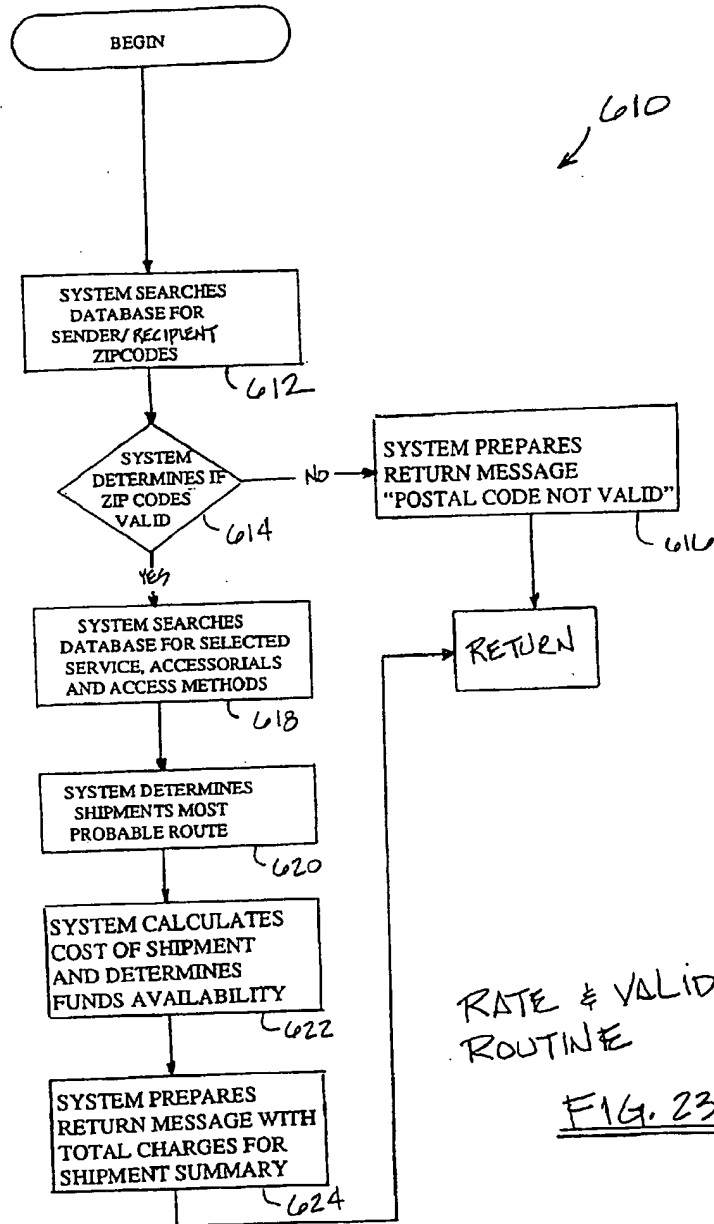 BEGIN
610
SYSTEM SEARCHES
DATABASE FOR
SENDER/RECIPIENT
ZIPCODES
612
SYSTEM
DETERMINES IF
ZIP CODES
VALID
614
NO
SYSTEM PREPARES
RETURN MESSAGE
"POSTAL CODE NOT VALID"
616
YES
SYSTEM SEARCHES
DATABASE FOR SELECTED
SERVICE, ACCESSORIALS
AND ACCESS METHODS
618
RETURN
SYSTEM DETERMINES
SHIPMENTS MOST
PROBABLE ROUTE
620
SYSTEM CALCULATES
COST OF SHIPMENT
AND DETERMINES
FUNDS AVAILABILITY
622
SYSTEM PREPARES
RETURN MESSAGE WITH
TOTAL CHARGES FOR
SHIPMENT SUMMARY
624
RATE & VALID
ROUTINE
FIG. 23